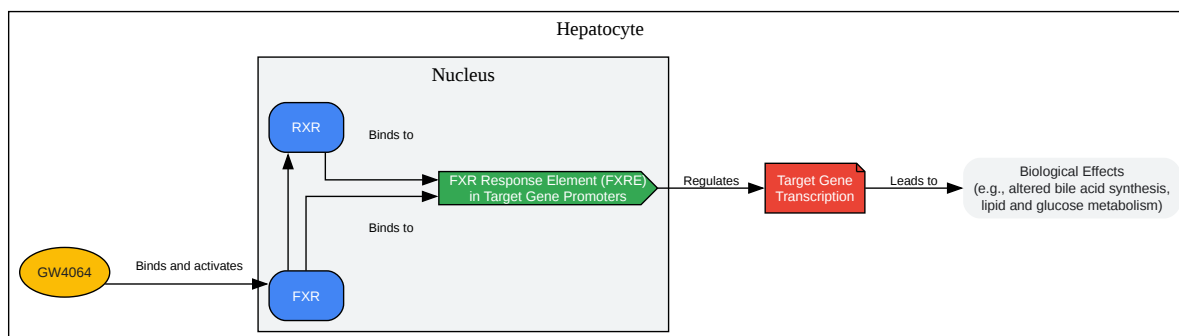 Hepatocyte
Nucleus
RXR
Binds to
FXR Response Element (FXRE)
in Target Gene Promoters
Regulates
Target Gene
Transcription
Leads to
Biological Effects
(e.g., altered bile acid synthesis,
lipid and glucose metabolism)
Binds to
GW4064
Binds and activates
FXR